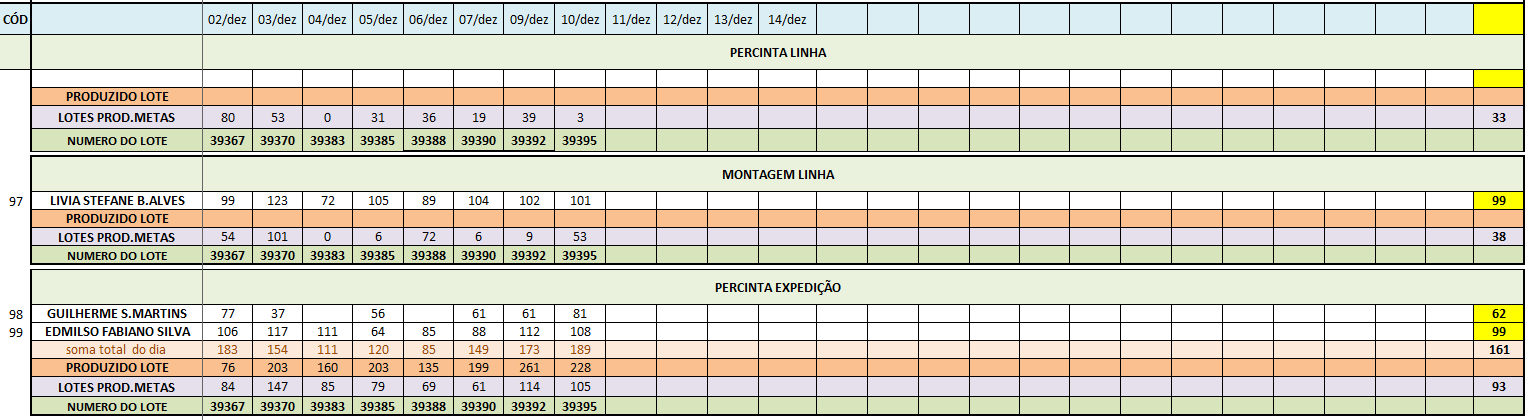 CÓD 02/dez 03/dez 04/dez 05/dez 06/dez 07/dez 09/dez 10/dez 11/dez 12/dez 13/dez 14/dez
PERCINTA LINHA
PRODUZIDO LOTE
LOTES PROD.METAS 80 53 0 31 36 19 39 3 33
NUMERO DO LOTE 39367 39370 39383 39385 39388 39390 39392 39395
MONTAGEM LINHA
97 LIVIA STEFANE B.ALVES 99 123 72 105 89 104 102 101 99
PRODUZIDO LOTE
LOTES PROD.METAS 54 101 0 6 72 6 9 53 38
NUMERO DO LOTE 39367 39370 39383 39385 39388 39390 39392 39395
PERCINTA EXPEDIÇÃO
98 GUILHERME S.MARTINS 77 37 56 61 61 81 62
99 EDMILSO FABIANO SILVA 106 117 111 64 85 88 112 108 99
soma total do dia 183 154 111 120 85 149 173 189 161
PRODUZIDO LOTE 76 203 160 203 135 199 261 228
LOTES PROD.METAS 84 147 85 79 69 61 114 105 93
NUMERO DO LOTE 39367 39370 39383 39385 39388 39390 39392 39395